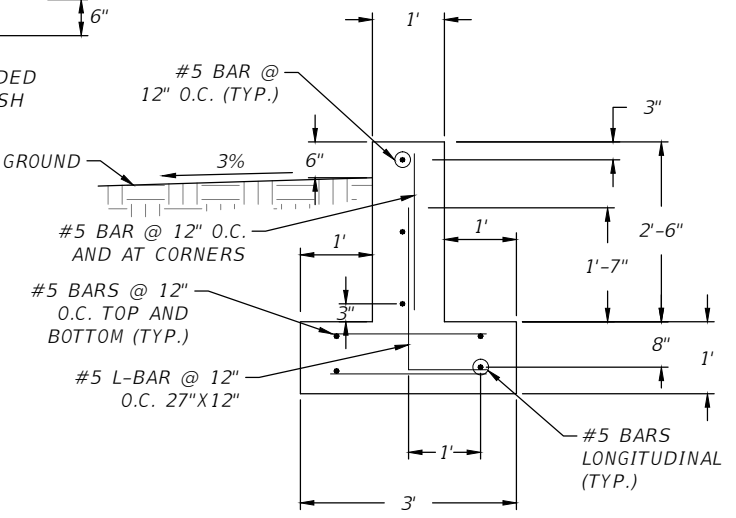 6"
1'
#5 BAR @
12" O.C. (TYP.)
3"
GROUND
3%
6"
#5 BAR @ 12" O.C.
AND AT CORNERS
1'
1'
2'-6"
1'-7"
#5 BARS @ 12"
O.C. TOP AND
BOTTOM (TYP.)
3"
8"
1'
#5 L-BAR @ 12"
O.C. 27"X12"
1'
#5 BARS
LONGITUDINAL
(TYP.)
3'